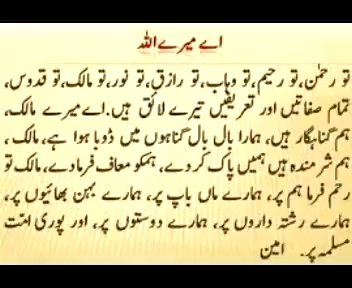 اے میرے اللہ
تو رحمٰن، تو رحیم، تو وہاب، تو رازق، تو نور، تو مالک، تو قدوس،
تمام صفاتیں اور تعریفیں تیرے لائق ہیں. اے میرے مالک،
ہم گناہگار ہیں، ہمارا بال بال گناہوں میں ڈوبا ہوا ہے، مالک،
ہم شرمندہ ہیں ہمیں پاک کر دے، ہمکو معاف فرمادے، مالک تو
رحم فرما ہم پر، ہمارے ماں باپ پر، ہمارے بہن بھائیوں پر،
ہمارے رشتہ داروں پر، ہمارے دوستوں پر، اور پوری امّت
مسلمہ پر. امین